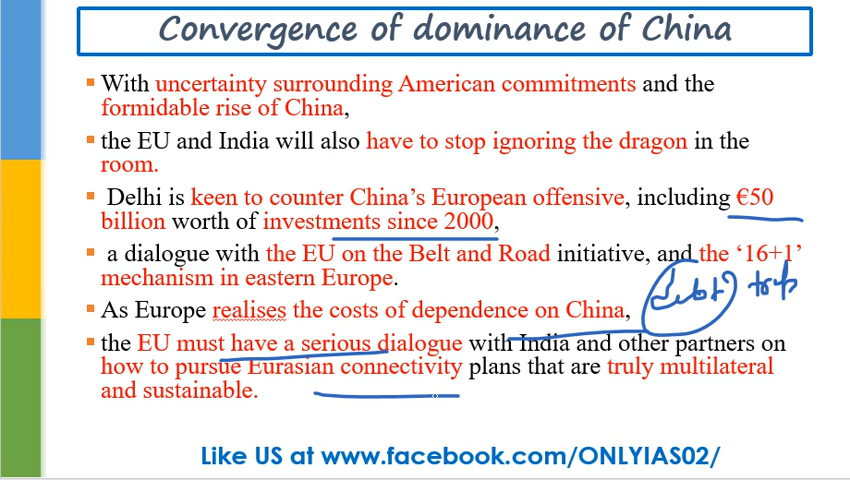 Convergence of dominance of China
With uncertainty surrounding American commitments and the
formidable rise of China,
the EU and India will also have to stop ignoring the dragon in the
room.
Delhi is keen to counter China's European offensive, including €50
billion worth of investments since 2000,
a dialogue with the EU on the Belt and Road initiative, and the '16+1'
mechanism in eastern Europe.
debt trap
As Europe realises the costs of dependence on China,
the EU must have a serious dialogue with India and other partners on
how to pursue Eurasian connectivity plans that are truly multilateral
and sustainable.
Like US at www.facebook.com/ONLYIAS02/